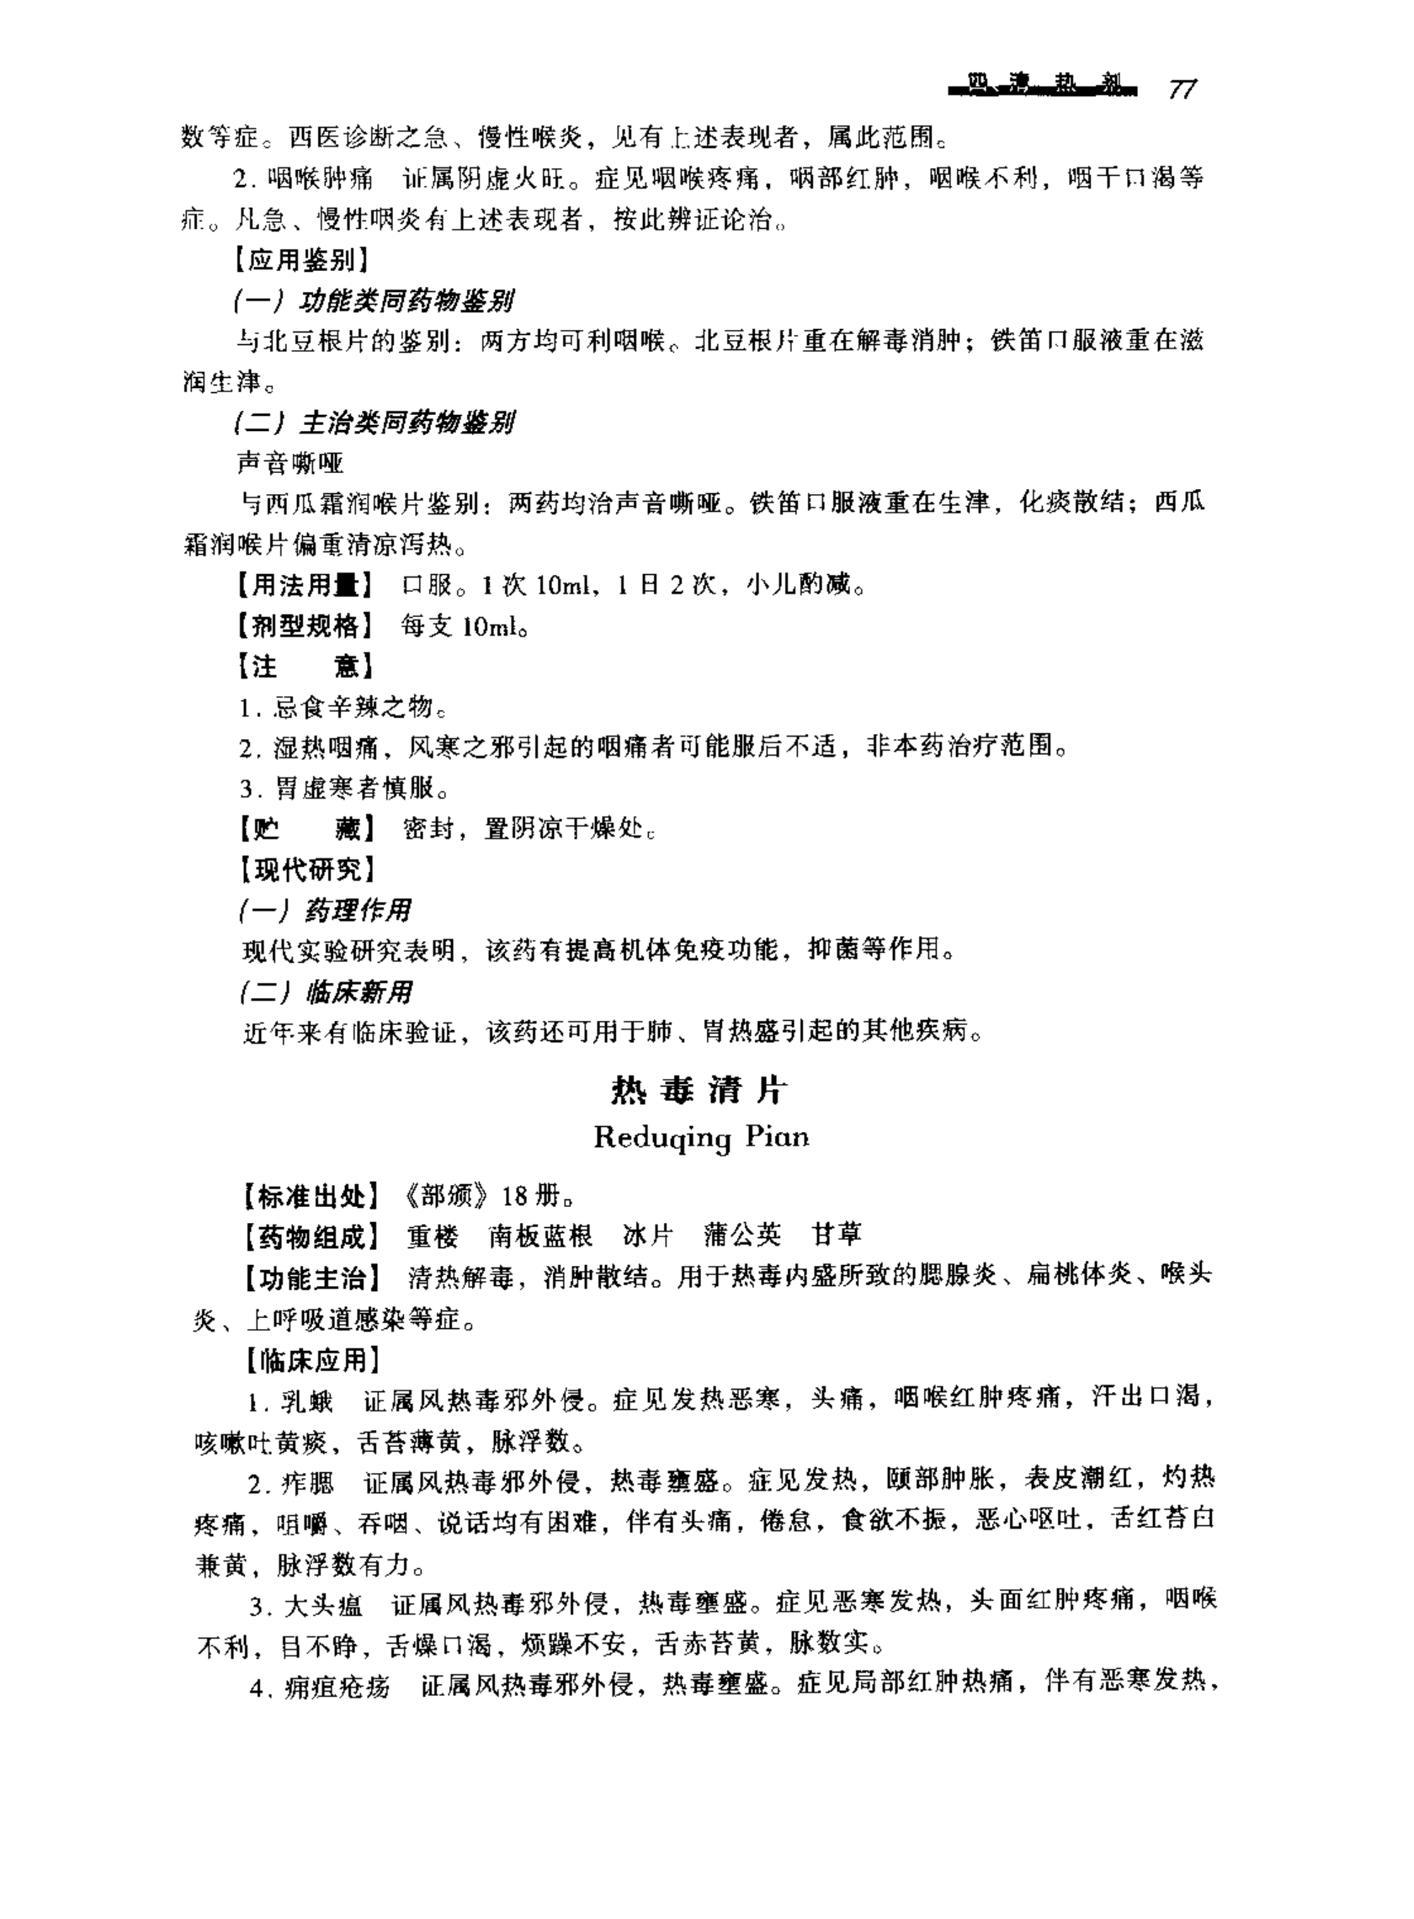 四、清热剂 77
数等症。西医诊断之急、慢性喉炎，见有上述表现者，属此范围。
2. 咽喉肿痛 证属阴虚火旺。症见咽喉疼痛，咽部红肿，咽喉不利，咽干口渴等
症。凡急、慢性咽炎有上述表现者，按此辨证论治。
【应用鉴别】
（一）功能类同药物鉴别
与北豆根片的鉴别：两方均可利咽喉。北豆根片重在解毒消肿；铁笛口服液重在滋
润生津。
（二）主治类同药物鉴别
声音嘶哑
与西瓜霜润喉片鉴别：两药均治声音嘶哑。铁笛口服液重在生津，化痰散结；西瓜
霜润喉片偏重清凉泻热。
【用法用量】 口服。1次10ml，1日2次，小儿酌减。
【剂型规格】 每支10ml。
【注 意】
1. 忌食辛辣之物。
2. 湿热咽痛，风寒之邪引起的咽痛者可能服后不适，非本药治疗范围。
3. 胃虚寒者慎服。
【贮 藏】 密封，置阴凉干燥处。
【现代研究】
（一）药理作用
现代实验研究表明，该药有提高机体免疫功能，抑菌等作用。
（二）临床新用
近年来有临床验证，该药还可用于肺、胃热盛引起的其他疾病。
热毒清片
Reduqing Pian
【标准出处】《部颁》18册。
【药物组成】 重楼 南板蓝根 冰片 蒲公英 甘草
【功能主治】 清热解毒，消肿散结。用于热毒内盛所致的腮腺炎、扁桃体炎、喉头
炎、上呼吸道感染等症。
【临床应用】
1. 乳蛾 证属风热毒邪外侵。症见发热恶寒，头痛，咽喉红肿疼痛，汗出口渴，
咳嗽吐黄痰，舌苔薄黄，脉浮数。
2. 痄腮 证属风热毒邪外侵，热毒壅盛。症见发热，颐部肿胀，表皮潮红，灼热
疼痛，咀嚼、吞咽、说话均有困难，伴有头痛，倦怠，食欲不振，恶心呕吐，舌红苔白
兼黄，脉浮数有力。
3. 大头瘟 证属风热毒邪外侵，热毒壅盛。症见恶寒发热，头面红肿疼痛，咽喉
不利，目不睁，舌燥口渴，烦躁不安，舌赤苔黄，脉数实。
4. 痈疽疮疡 证属风热毒邪外侵，热毒壅盛。症见局部红肿热痛，伴有恶寒发热，